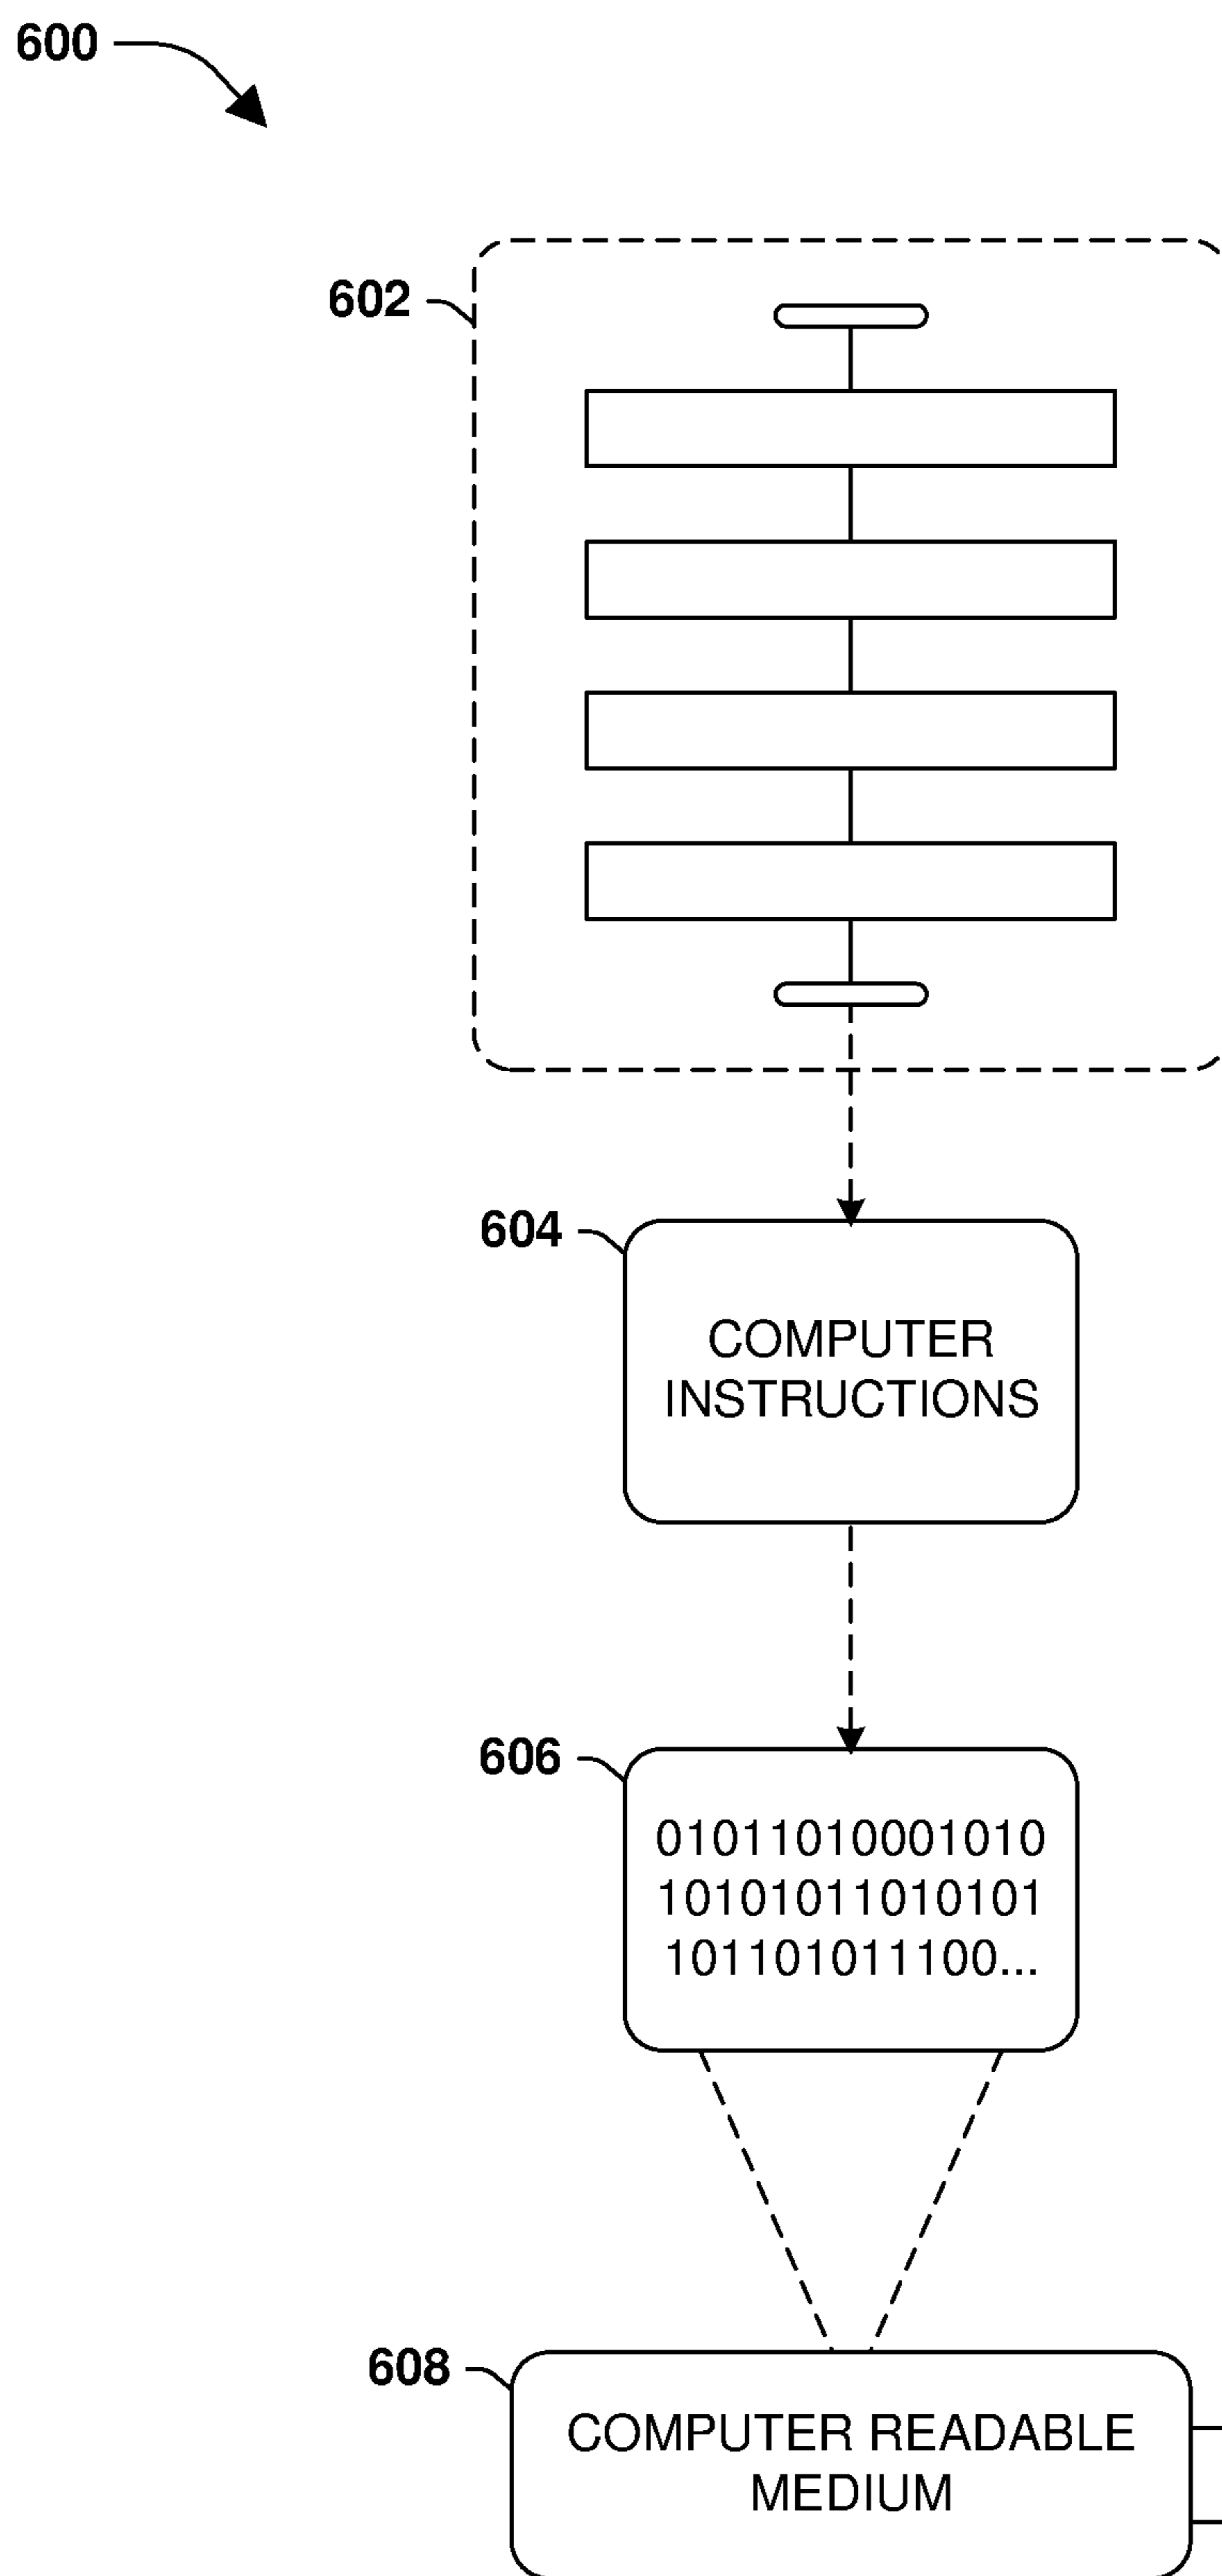 600
602
604
COMPUTER
INSTRUCTIONS
606
01011010001010
10101011010101
101101011100...
608
COMPUTER READABLE
MEDIUM